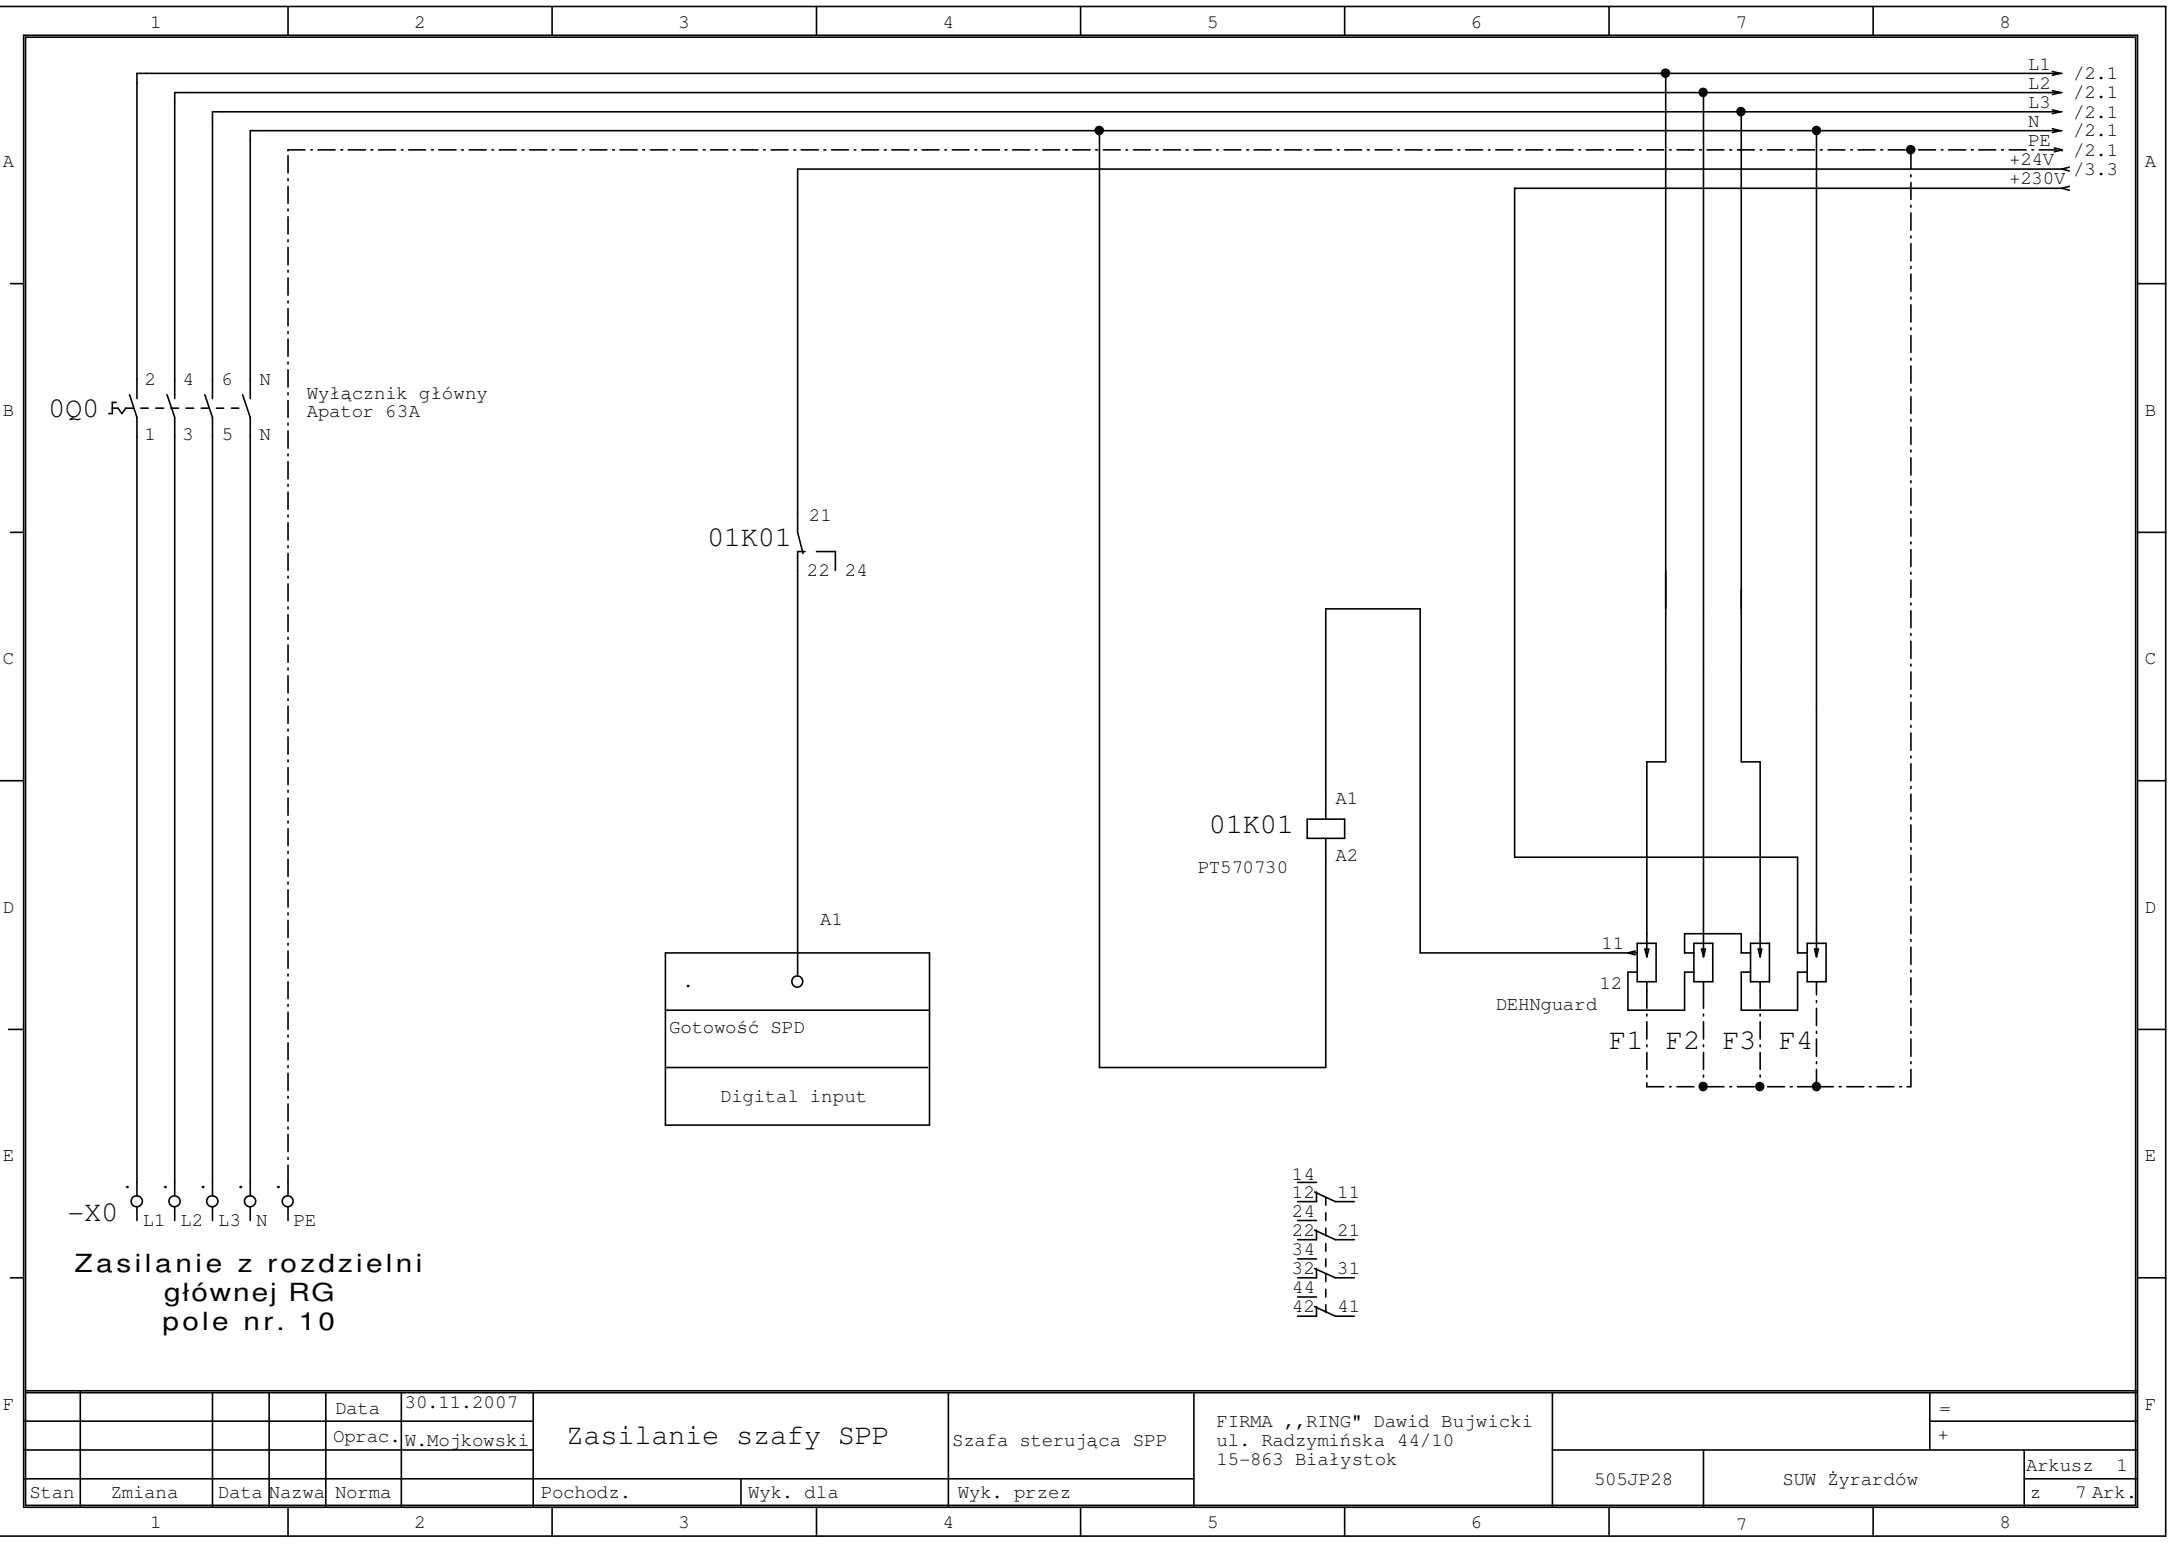 1 2 3 4 5 6 7 8
L1 /2.1
L2 /2.1
L3 /2.1
N /2.1
PE /2.1
+24V /3.3
+230V
A A
2 4 6 N
0Q0
Wyłącznik główny
Apator 63A
1 3 5 N
B B
21
01K01
22 24
C C
A1
01K01
A2
PT570730
A1
D D
11
12
DEHNguard
.
Gotowość SPD
Digital input
F1 F2 F3 F4
E E
14
12 11
24
22 21
34
32 31
44
42 41
. . . . .
-X0 L1 L2 L3 N PE
Zasilanie z rozdzielni
głównej RG
pole nr. 10
F F
Data 30.11.2007
Oprac. W.Mojkowski
Stan Zmiana Data Nazwa Norma
Zasilanie szafy SPP
Pochodz. Wyk. dla
Szafa sterująca SPP
Wyk. przez
FIRMA ,,RING" Dawid Bujwicki
ul. Radzymińska 44/10
15-863 Białystok
=
+
505JP28 SUW Żyrardów
Arkusz 1
z 7 Ark.
1 2 3 4 5 6 7 8